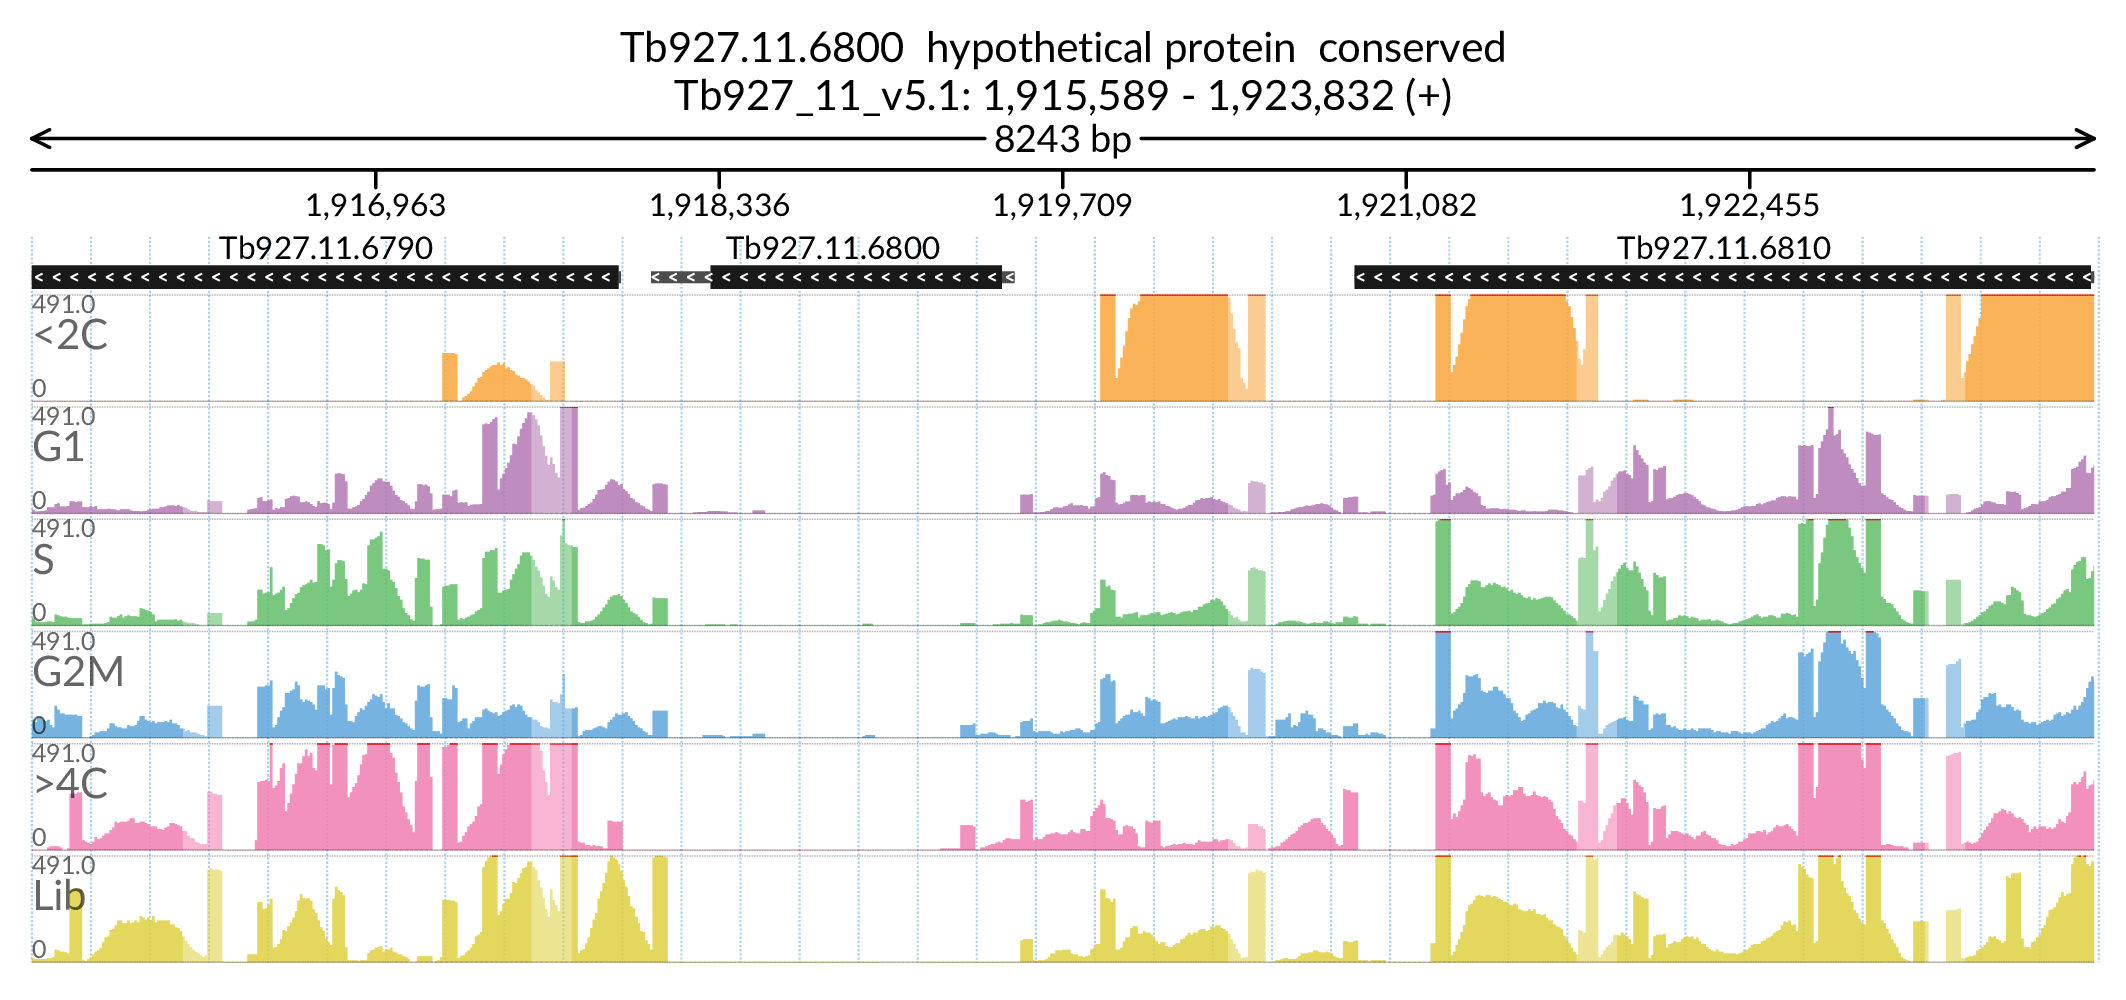 Tb927.11.6800  hypothetical protein  conserved
Tb927_11_v5.1: 1,915,589 - 1,923,832 (+)
8243 bp
1,916,963 1,918,336 1,919,709 1,921,082 1,922,455
Tb927.11.6790 Tb927.11.6800 Tb927.11.6810
491.0
<2C
0
491.0
G1
0
491.0
S
0
491.0
G2M
0
491.0
>4C
0
491.0
Lib
0